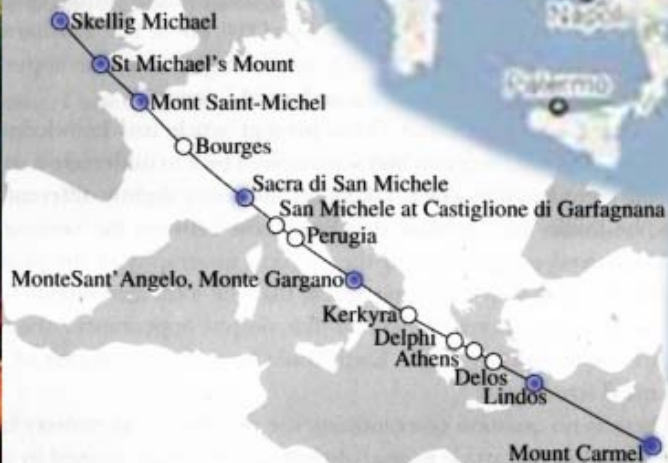 Napoli
Palermo
Skellig Michael
St Michael's Mount
Mont Saint-Michel
Bourges
Sacra di San Michele
San Michele at Castiglione di Garfagnana
Perugia
MonteSant'Angelo, Monte Gargano
Kerkyra
Delphi
Athens
Delos
Lindos
Mount Carmel